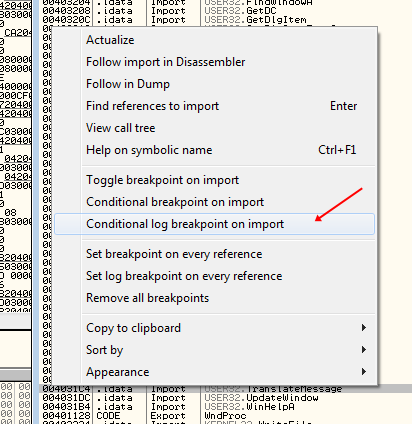 00403204 .idata Import USER32.FindWindowA
00403208 .idata Import USER32.GetDC
0040320C .idata Import USER32.GetDlgItem
Actualize
Follow import in Disassembler
Follow in Dump
Find references to import Enter
View call tree
Help on symbolic name Ctrl+F1
Toggle breakpoint on import
Conditional breakpoint on import
Conditional log breakpoint on import
Set breakpoint on every reference
Set log breakpoint on every reference
Remove all breakpoints
Copy to clipboard
Sort by
Appearance
004031C4 .idata Import USER32.TranslateMessage
004031DC .idata Import USER32.UpdateWindow
004031B4 .idata Import USER32.WinHelpA
00401128 CODE Export WndProc